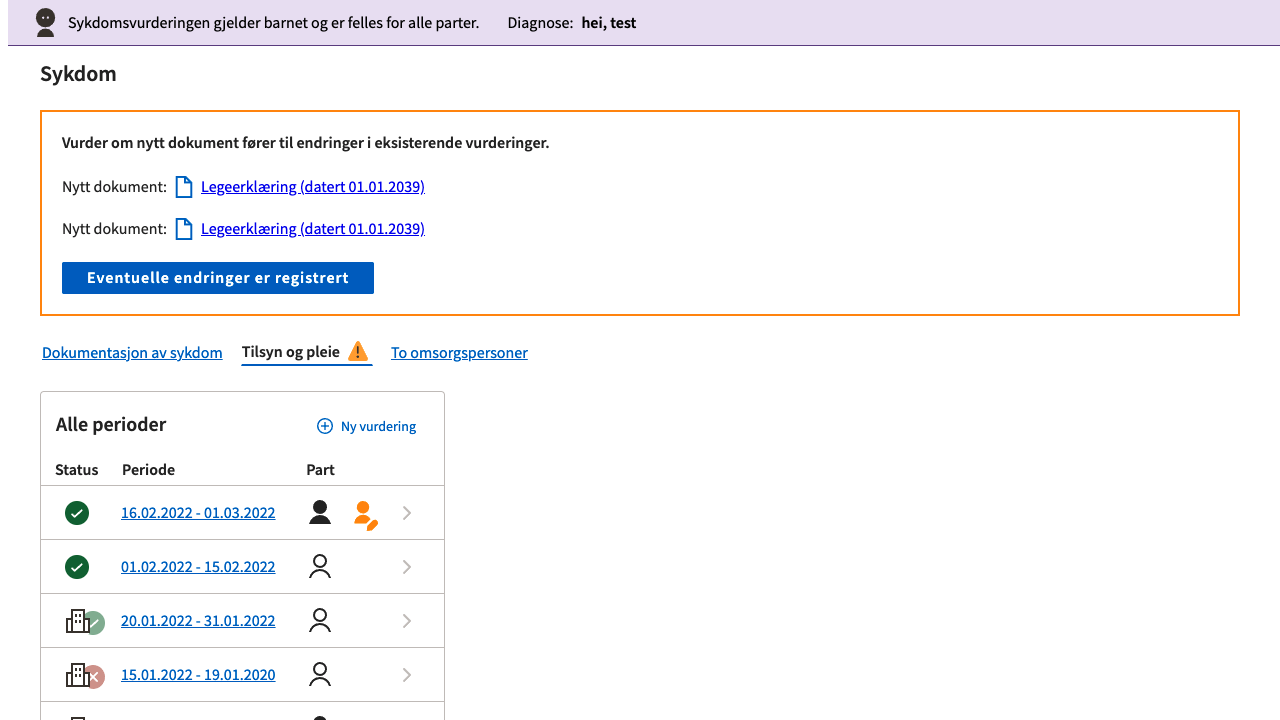 Sykdomsvurderingen gjelder barnet og er felles for alle parter. Diagnose: hei, test
Sykdom
Vurder om nytt dokument fører til endringer i eksisterende vurderinger.
Nytt dokument: Legeerklæring (datert 01.01.2039)
Nytt dokument: Legeerklæring (datert 01.01.2039)
Eventuelle endringer er registrert
Dokumentasjon av sykdom Tilsyn og pleie To omsorgspersoner
Alle perioder Ny vurdering
Status Periode Part
16.02.2022 - 01.03.2022
01.02.2022 - 15.02.2022
20.01.2022 - 31.01.2022
15.01.2022 - 19.01.2020